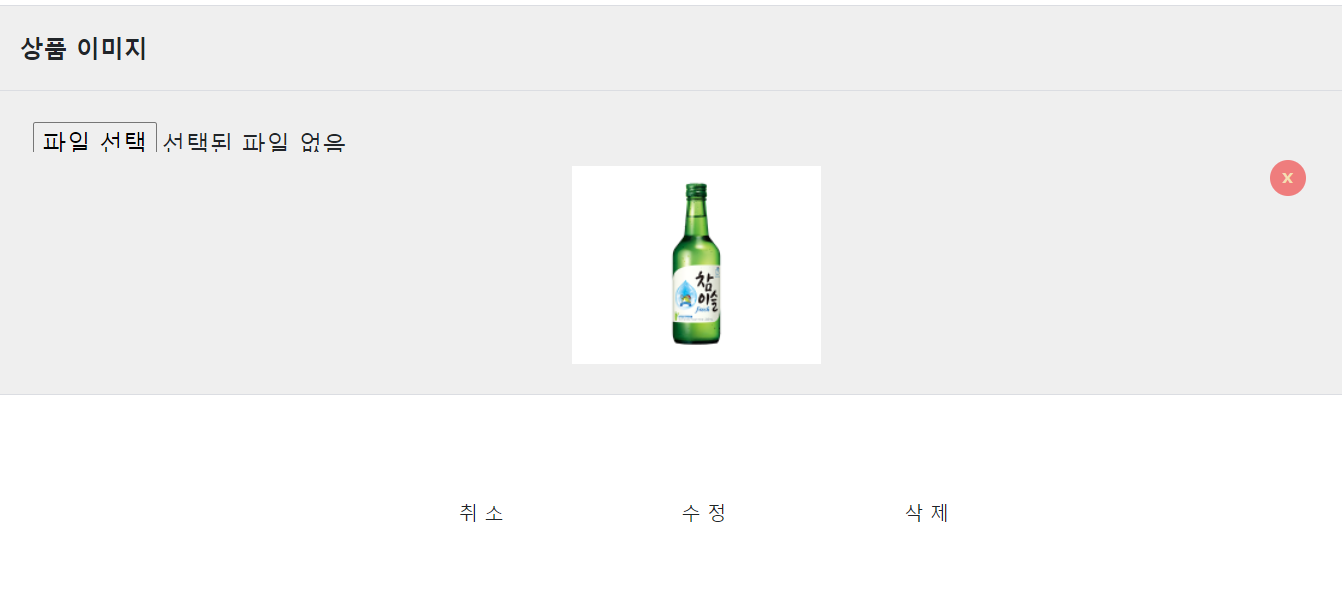 상품 이미지
파일 선택 선택된 파일 없음
x
참
이슬
fresh
취 소 수 정 삭 제